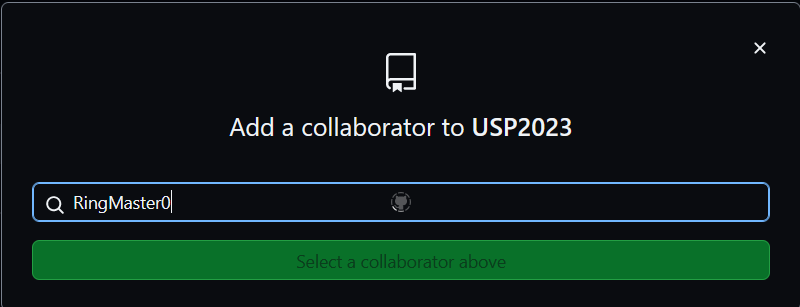 Add a collaborator to USP2023
RingMaster0
Select a collaborator above